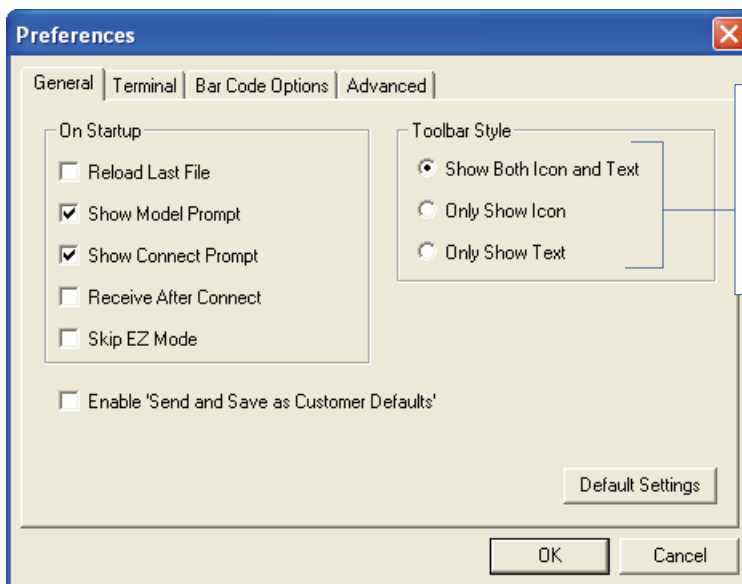 Preferences
General Terminal Bar Code Options Advanced
On Startup
Reload Last File
Show Model Prompt
Show Connect Prompt
Receive After Connect
Skip EZ Mode
Toolbar Style
Show Both Icon and Text
Only Show Icon
Only Show Text
Enable 'Send and Save as Customer Defaults'
Default Settings
OK Cancel